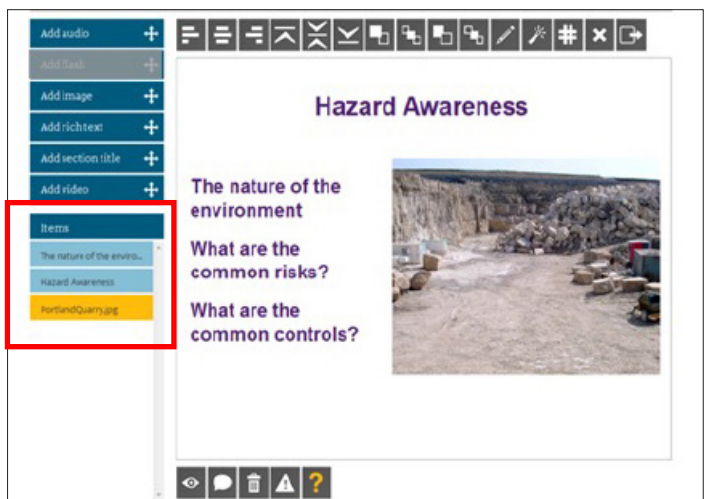 Add audio
Add flash
Add image
Add rich text
Add section title
Add video
Items
The nature of the enviro...
Hazard Awareness
PortlandQuarry.jpg
Hazard Awareness
The nature of the
environment
What are the
common risks?
What are the
common controls?
?